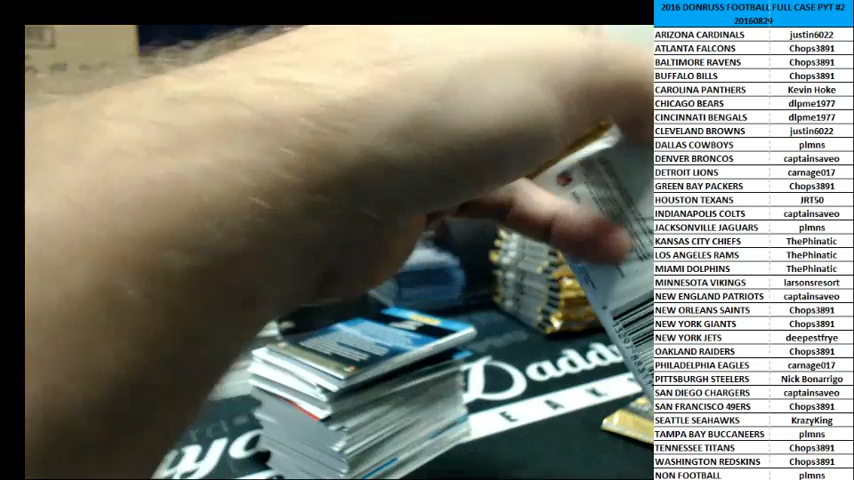 2016 DONRUSS FOOTBALL FULL CASE PYT #2
20160829
ARIZONA CARDINALS justin6022
ATLANTA FALCONS Chops3891
BALTIMORE RAVENS Chops3891
BUFFALO BILLS Chops3891
CAROLINA PANTHERS Kevin Hoke
CHICAGO BEARS dlpme1977
CINCINNATI BENGALS dlpme1977
CLEVELAND BROWNS justin6022
DALLAS COWBOYS plmns
DENVER BRONCOS captainsaveo
DETROIT LIONS carnage017
GREEN BAY PACKERS Chops3891
HOUSTON TEXANS JRT50
INDIANAPOLIS COLTS captainsaveo
JACKSONVILLE JAGUARS plmns
KANSAS CITY CHIEFS ThePhinatic
LOS ANGELES RAMS ThePhinatic
MIAMI DOLPHINS ThePhinatic
MINNESOTA VIKINGS larsonsresort
NEW ENGLAND PATRIOTS captainsaveo
NEW ORLEANS SAINTS Chops3891
NEW YORK GIANTS Chops3891
NEW YORK JETS deepestfrye
OAKLAND RAIDERS Chops3891
PHILADELPHIA EAGLES carnage017
PITTSBURGH STEELERS Nick Bonarrigo
SAN DIEGO CHARGERS captainsaveo
SAN FRANCISCO 49ERS Chops3891
SEATTLE SEAHAWKS KrazyKing
TAMPA BAY BUCCANEERS plmns
TENNESSEE TITANS Chops3891
WASHINGTON REDSKINS Chops3891
NON FOOTBALL plmns
Daddy